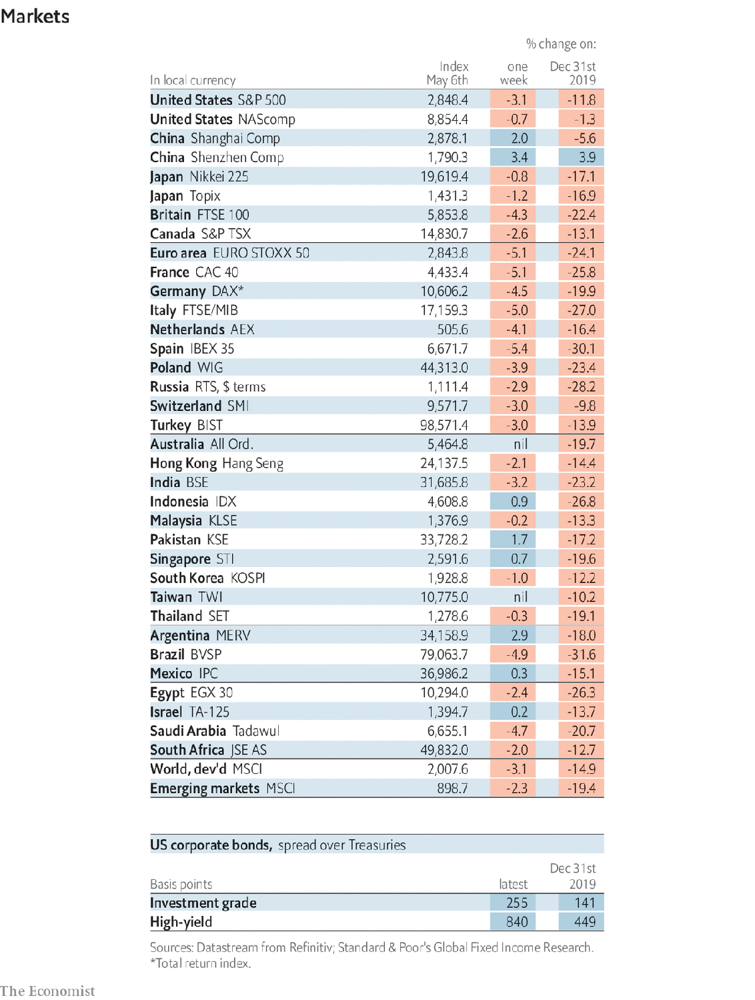 Markets
% change on:
Index one Dec 31st
In local currency May 6th week 2019
United States S&P 500 2,848.4 -3.1 -11.8
United States NAScomp 8,854.4 -0.7 -1.3
China Shanghai Comp 2,878.1 2.0 -5.6
China Shenzhen Comp 1,790.3 3.4 3.9
Japan Nikkei 225 19,619.4 -0.8 -17.1
Japan Topix 1,431.3 -1.2 -16.9
Britain FTSE 100 5,853.8 -4.3 -22.4
Canada S&P TSX 14,830.7 -2.6 -13.1
Euro area EURO STOXX 50 2,843.8 -5.1 -24.1
France CAC 40 4,433.4 -5.1 -25.8
Germany DAX* 10,606.2 -4.5 -19.9
Italy FTSE/MIB 17,159.3 -5.0 -27.0
Netherlands AEX 505.6 -4.1 -16.4
Spain IBEX 35 6,671.7 -5.4 -30.1
Poland WIG 44,313.0 -3.9 -23.4
Russia RTS, $ terms 1,111.4 -2.9 -28.2
Switzerland SMI 9,571.7 -3.0 -9.8
Turkey BIST 98,571.4 -3.0 -13.9
Australia All Ord. 5,464.8 nil -19.7
Hong Kong Hang Seng 24,137.5 -2.1 -14.4
India BSE 31,685.8 -3.2 -23.2
Indonesia IDX 4,608.8 0.9 -26.8
Malaysia KLSE 1,376.9 -0.2 -13.3
Pakistan KSE 33,728.2 1.7 -17.2
Singapore STI 2,591.6 0.7 -19.6
South Korea KOSPI 1,928.8 -1.0 -12.2
Taiwan TWI 10,775.0 nil -10.2
Thailand SET 1,278.6 -0.3 -19.1
Argentina MERV 34,158.9 2.9 -18.0
Brazil BVSP 79,063.7 -4.9 -31.6
Mexico IPC 36,986.2 0.3 -15.1
Egypt EGX 30 10,294.0 -2.4 -26.3
Israel TA-125 1,394.7 0.2 -13.7
Saudi Arabia Tadawul 6,655.1 -4.7 -20.7
South Africa JSE AS 49,832.0 -2.0 -12.7
World, dev'd MSCI 2,007.6 -3.1 -14.9
Emerging markets MSCI 898.7 -2.3 -19.4
US corporate bonds, spread over Treasuries
Dec 31st
Basis points latest 2019
Investment grade 255 141
High-yield 840 449
Sources: Datastream from Refinitiv; Standard & Poor's Global Fixed Income Research.
*Total return index.
The Economist